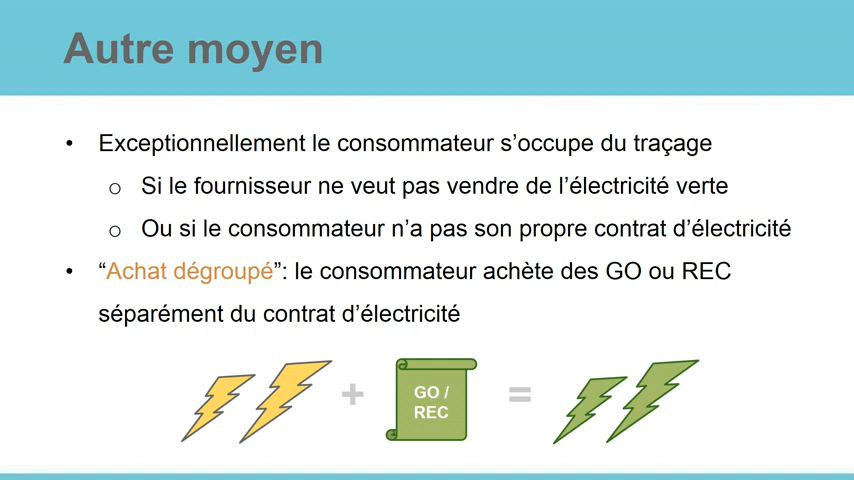 Autre moyen
• Exceptionnellement le consommateur s’occupe du traçage
o Si le fournisseur ne veut pas vendre de l’électricité verte
o Ou si le consommateur n’a pas son propre contrat d’électricité
• “Achat dégroupé”: le consommateur achète des GO ou REC
séparément du contrat d’électricité
+
GO /
REC
=